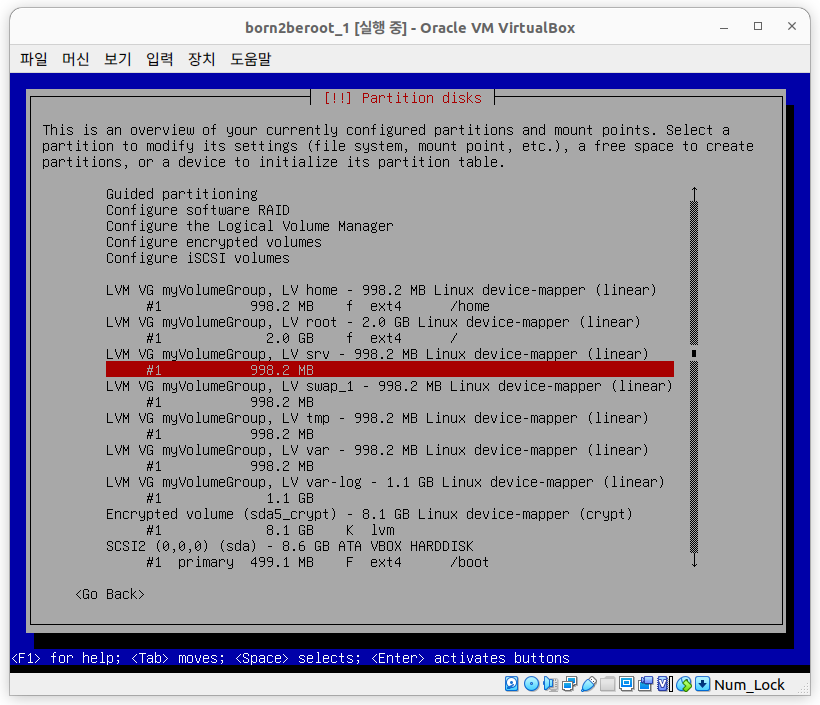 born2beroot_1 [실행 중] - Oracle VM VirtualBox
파일 머신 보기 입력 장치 도움말
[!!] Partition disks
This is an overview of your currently configured partitions and mount points. Select a
partition to modify its settings (file system, mount point, etc.), a free space to create
partitions, or a device to initialize its partition table.
Guided partitioning
Configure software RAID
Configure the Logical Volume Manager
Configure encrypted volumes
Configure iSCSI volumes
LVM VG myVolumeGroup, LV home - 998.2 MB Linux device-mapper (linear)
#1 998.2 MB f ext4 /home
LVM VG myVolumeGroup, LV root - 2.0 GB Linux device-mapper (linear)
#1 2.0 GB f ext4 /
LVM VG myVolumeGroup, LV srv - 998.2 MB Linux device-mapper (linear)
#1 998.2 MB
LVM VG myVolumeGroup, LV swap_1 - 998.2 MB Linux device-mapper (linear)
#1 998.2 MB
LVM VG myVolumeGroup, LV tmp - 998.2 MB Linux device-mapper (linear)
#1 998.2 MB
LVM VG myVolumeGroup, LV var - 998.2 MB Linux device-mapper (linear)
#1 998.2 MB
LVM VG myVolumeGroup, LV var-log - 1.1 GB Linux device-mapper (linear)
#1 1.1 GB
Encrypted volume (sda5_crypt) - 8.1 GB Linux device-mapper (crypt)
#1 8.1 GB K lvm
SCSI2 (0,0,0) (sda) - 8.6 GB ATA VBOX HARDDISK
#1 primary 499.1 MB F ext4 /boot
<Go Back>
<F1> for help; <Tab> moves; <Space> selects; <Enter> activates buttons
Num_Lock